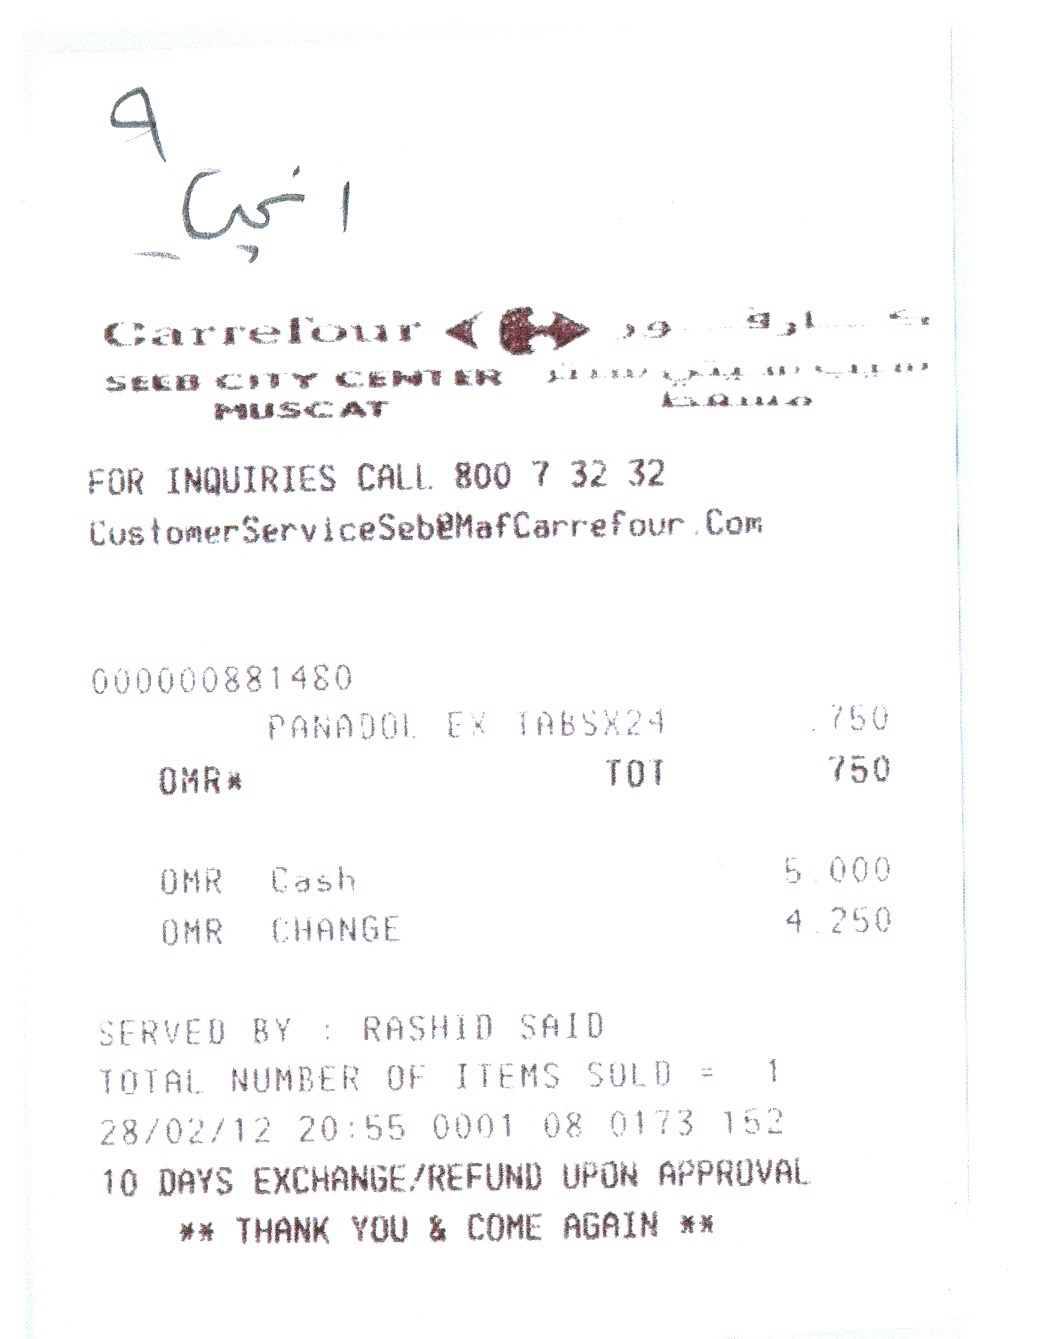 ٩
Carrefour كارفور
SEEB CITY CENTER
MUSCAT
FOR INQUIRIES CALL 800 7 32 32
CustomerServiceSeb@MafCarrefour.Com
000000881480
PANADOL EX TABSX24 .750
OMR* TOT 750
OMR Cash 5.000
OMR CHANGE 4.250
SERVED BY : RASHID SAID
TOTAL NUMBER OF ITEMS SOLD = 1
28/02/12 20:55 0001 08 0173 152
10 DAYS EXCHANGE/REFUND UPON APPROVAL
** THANK YOU & COME AGAIN **